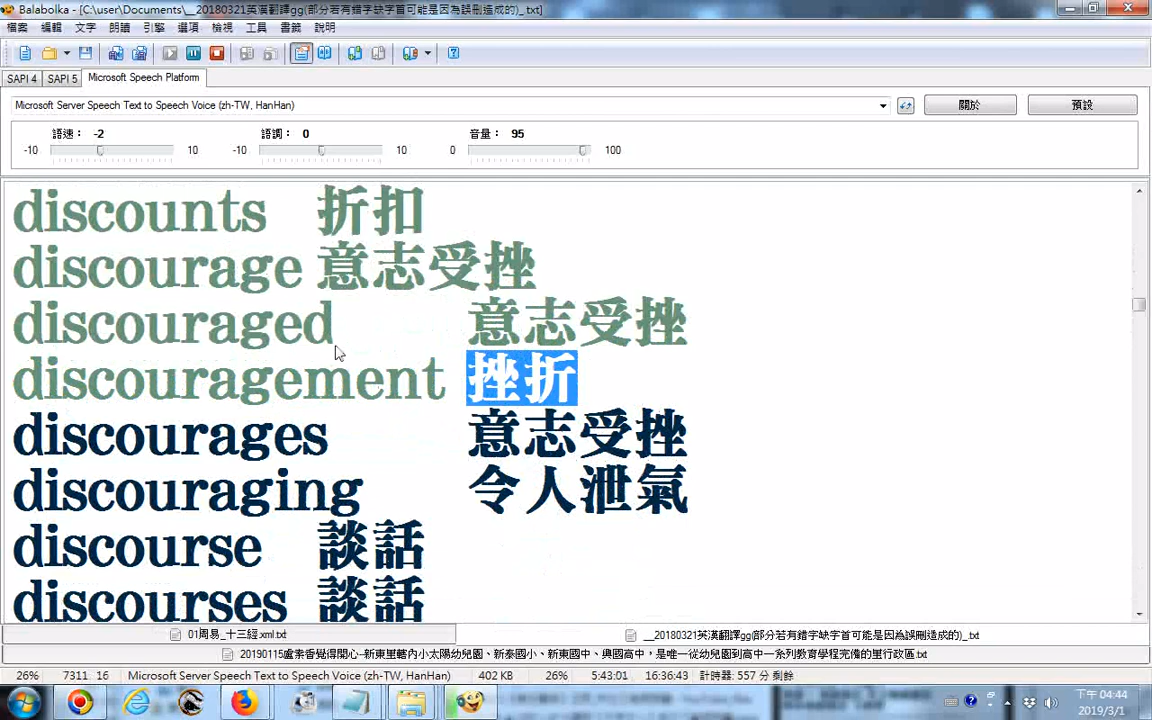 Balabolka - [C:\user\Documents\__20180321英漢翻譯gg(部分若有錯字缺字首可能是因為誤刪造成的)_.txt]
檔案 編輯 文字 朗讀 引擎 選項 檢視 工具 書籤 說明
SAPI 4 SAPI 5 Microsoft Speech Platform
Microsoft Server Speech Text to Speech Voice (zh-TW, HanHan) 關於 預設
語速： -2 語調： 0 音量： 95
-10 10 -10 10 0 100
discounts 折扣
discourage 意志受挫
discouraged 意志受挫
discouragement 挫折
discourages 意志受挫
discouraging 令人泄氣
discourse 談話
discourses 談話
01周易_十三經.xml.txt __20180321英漢翻譯gg(部分若有錯字缺字首可能是因為誤刪造成的)_.txt
20190115盧素香覺得開心-新東里轄內小太陽幼兒園、新泰國小、新東國中、興國高中，是唯一從幼兒園到高中一系列教育學程完備的里行政區.txt
26% 7311 16 Microsoft Server Speech Text to Speech Voice (zh-TW, HanHan) 402 KB 26% 5:43:01 16:36:43 計時器: 557 分 剩餘
下午 04:44
2019/3/1